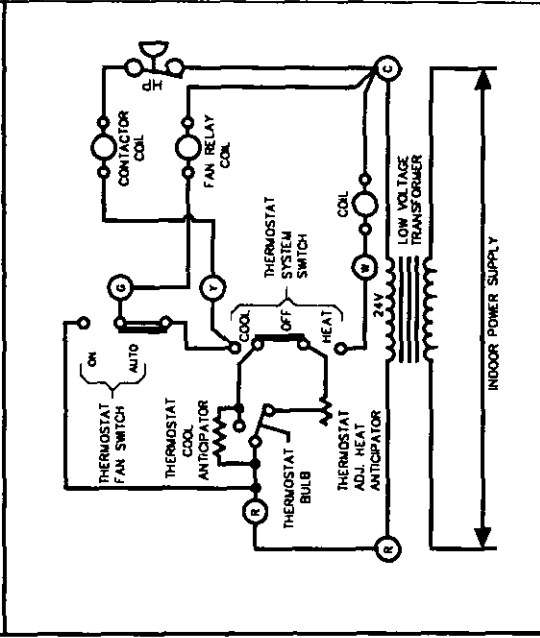 CONTACTOR
COIL
FAN RELAY
COIL
C
G
Y
ON
AUTO
THERMOSTAT
FAN SWITCH
THERMOSTAT
SYSTEM
SWITCH
COIL
W
COOL
OFF
HEAT
THERMOSTAT
COOL
ANTICIPATOR
THERMOSTAT
BULB
THERMOSTAT
ADJ. HEAT
ANTICIPATOR
R
24V
LOW VOLTAGE
TRANSFORMER
R
INDOOR POWER SUPPLY